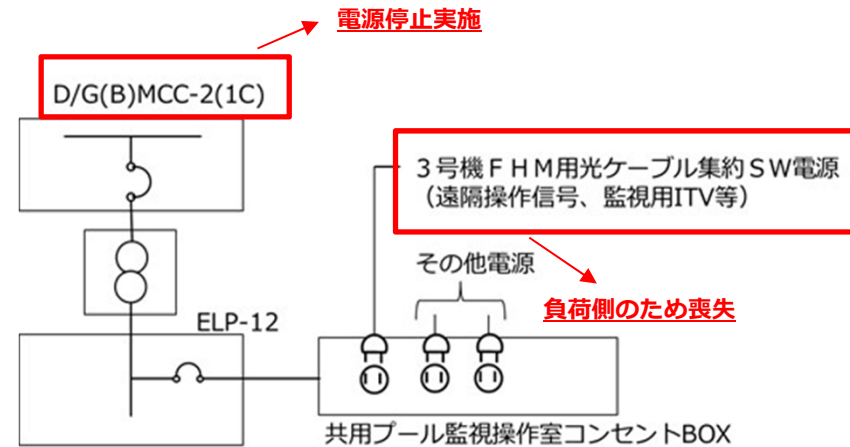 電源停止実施
D/G(B)MCC-2(1C)
3号機FHM用光ケーブル集約SW電源
(遠隔操作信号、監視用ITV等)
その他電源
負荷側のため喪失
ELP-12
共用プール監視操作室コンセントBOX